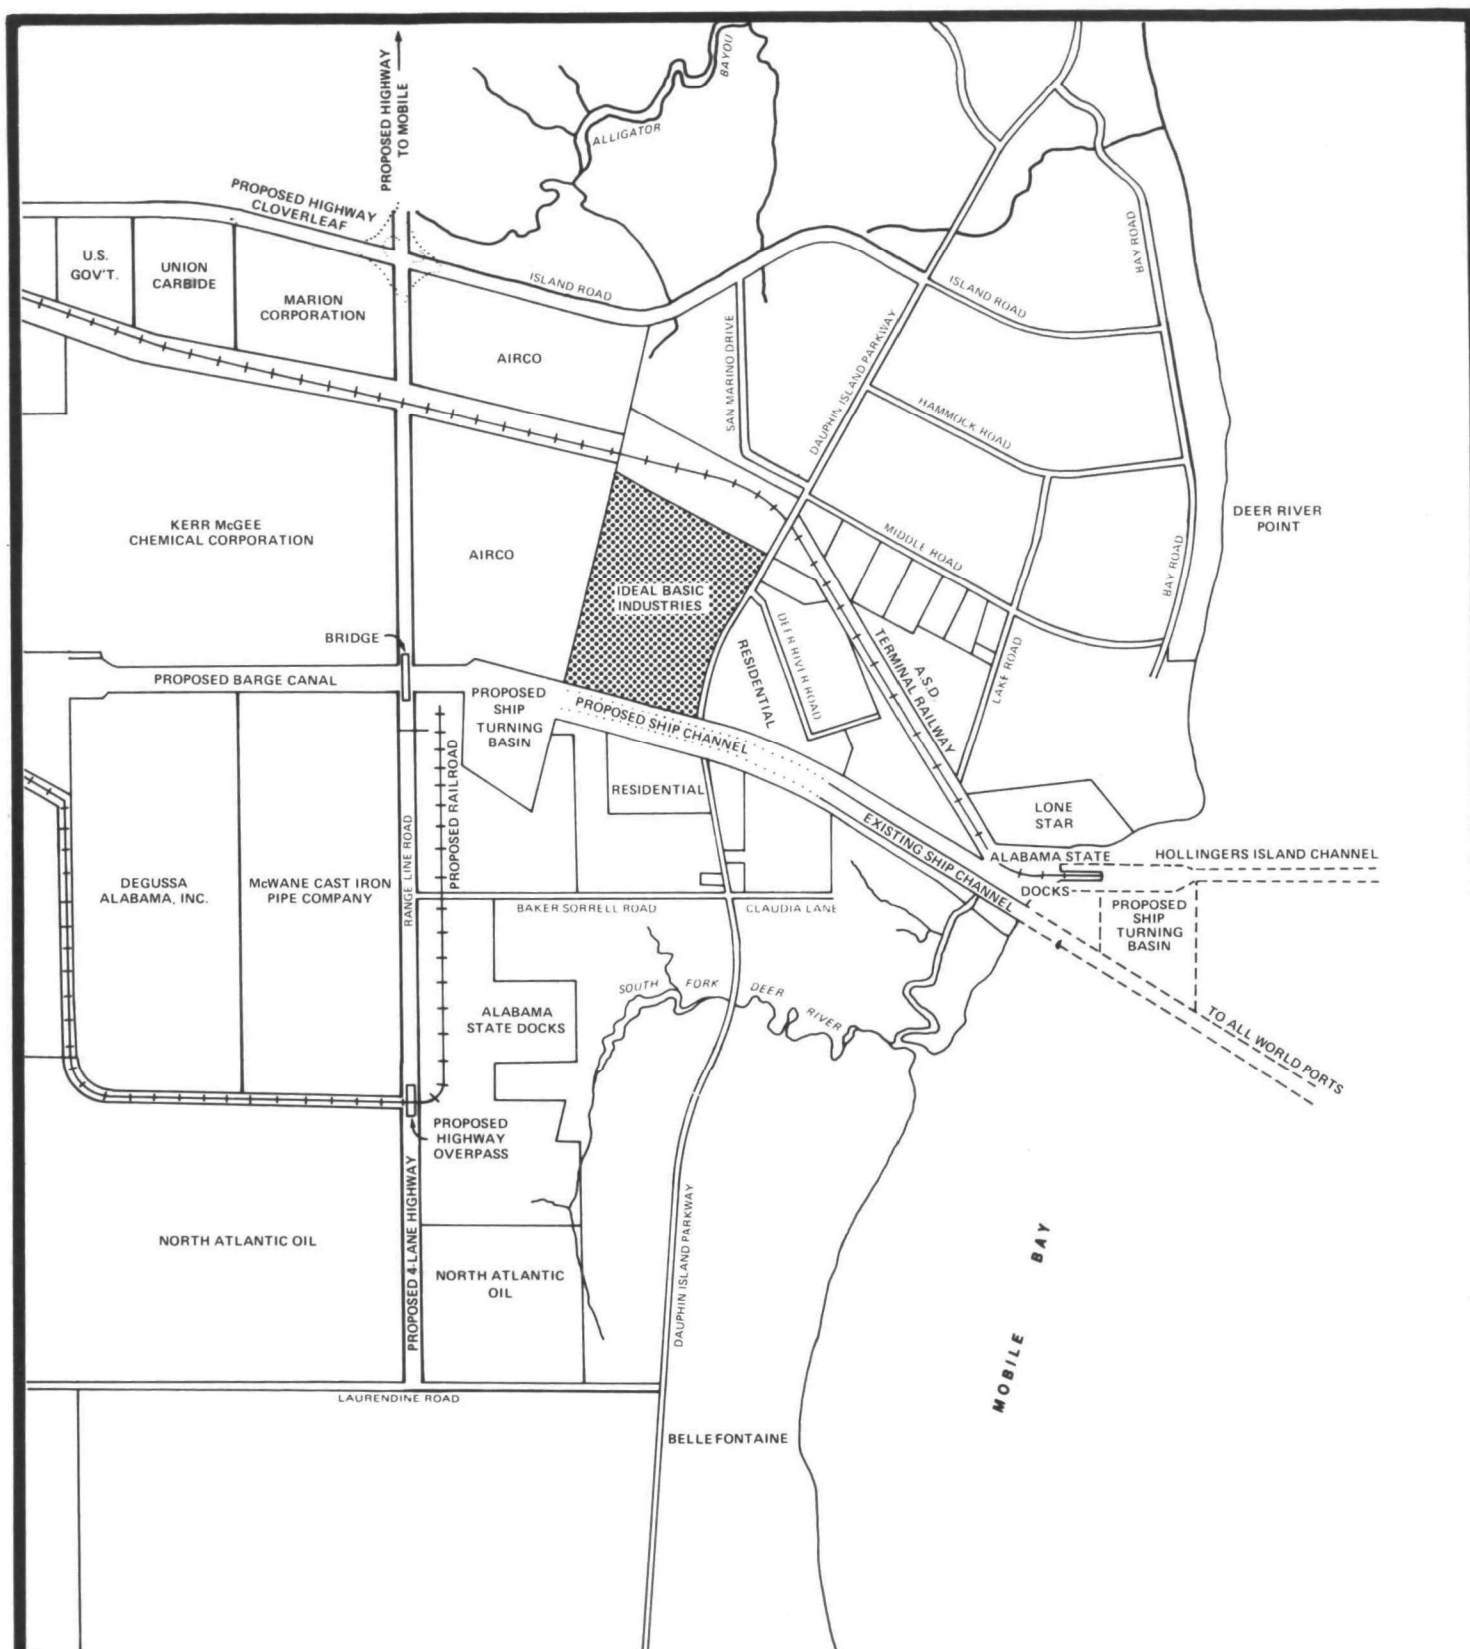 PROPOSED HIGHWAY
TO MOBILE
BAYOU
ALLIGATOR
PROPOSED HIGHWAY
CLOVERLEAF
U.S.
GOV'T.
UNION
CARBIDE
MARION
CORPORATION
ISLAND ROAD
ISLAND ROAD
BAY ROAD
AIRCO
SAN MARINO DRIVE
DAUPHIN ISLAND PARKWAY
HAMMOCK ROAD
KERR McGEE
CHEMICAL CORPORATION
AIRCO
MIDDLE ROAD
DEER RIVER
POINT
BAY ROAD
IDEAL BASIC
INDUSTRIES
BRIDGE
RESIDENTIAL
DEER RIVER ROAD
A.S.D.
TERMINAL RAILWAY
LAKE ROAD
PROPOSED BARGE CANAL
PROPOSED
SHIP
TURNING
BASIN
PROPOSED SHIP CHANNEL
RESIDENTIAL
RANGE LINE ROAD
PROPOSED RAILROAD
EXISTING SHIP CHANNEL
LONE
STAR
ALABAMA STATE
DOCKS
HOLLINGERS ISLAND CHANNEL
DEGUSSA
ALABAMA, INC.
McWANE CAST IRON
PIPE COMPANY
BAKER SORRELL ROAD
CLAUDIA LANE
PROPOSED
SHIP
TURNING
BASIN
SOUTH FORK DEER RIVER
ALABAMA
STATE DOCKS
TO ALL WORLD PORTS
PROPOSED
HIGHWAY
OVERPASS
PROPOSED 4-LANE HIGHWAY
NORTH ATLANTIC OIL
NORTH ATLANTIC
OIL
DAUPHIN ISLAND PARKWAY
MOBILE BAY
LAURENDINE ROAD
BELLE FONTAINE